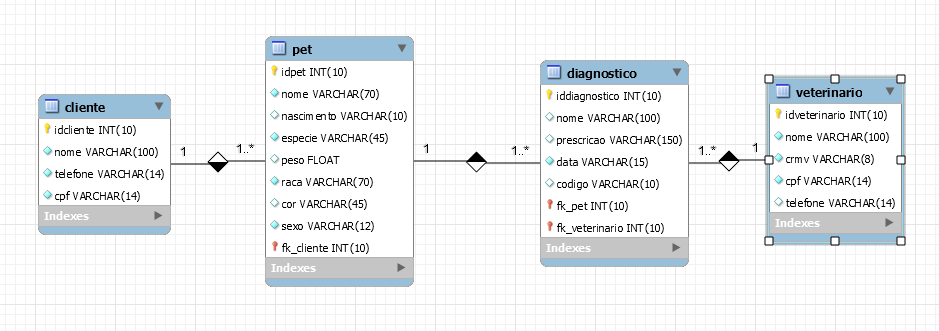 cliente
idcliente INT(10)
nome VARCHAR(100)
telefone VARCHAR(14)
cpf VARCHAR(14)
Indexes
1
1..*
pet
idpet INT(10)
nome VARCHAR(70)
nascimento VARCHAR(10)
especie VARCHAR(45)
peso FLOAT
raca VARCHAR(70)
cor VARCHAR(45)
sexo VARCHAR(12)
fk_cliente INT(10)
Indexes
1
1..*
diagnostico
iddiagnostico INT(10)
nome VARCHAR(100)
prescricao VARCHAR(150)
data VARCHAR(15)
codigo VARCHAR(10)
fk_pet INT(10)
fk_veterinario INT(10)
Indexes
1..*
1
veterinario
idveterinario INT(10)
nome VARCHAR(100)
crmv VARCHAR(8)
cpf VARCHAR(14)
telefone VARCHAR(14)
Indexes